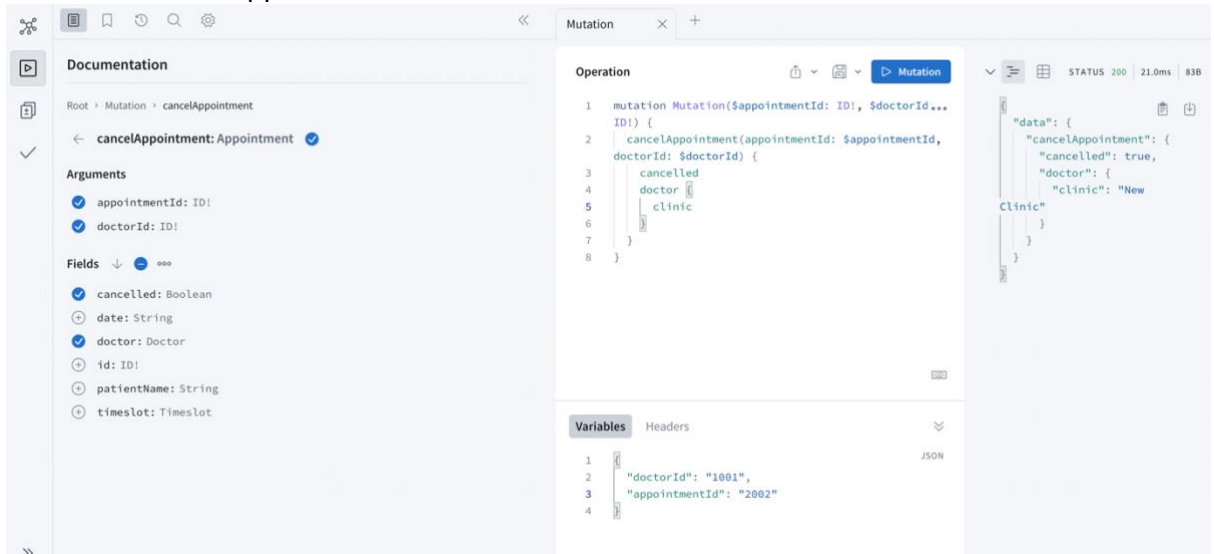 Documentation
Root › Mutation › cancelAppointment
← cancelAppointment: Appointment
Arguments
appointmentId: ID!
doctorId: ID!
Fields
cancelled: Boolean
date: String
doctor: Doctor
id: ID!
patientName: String
timeslot: Timeslot
Mutation
Operation
Mutation
1 mutation Mutation($appointmentId: ID!, $doctorId...
ID!) {
2 cancelAppointment(appointmentId: $appointmentId,
doctorId: $doctorId) {
3 cancelled
4 doctor {
5 clinic
6 }
7 }
8 }
Variables Headers
JSON
1 {
2 "doctorId": "1001",
3 "appointmentId": "2002"
4 }
STATUS 200 21.0ms 83B
{
"data": {
"cancelAppointment": {
"cancelled": true,
"doctor": {
"clinic": "New
Clinic"
}
}
}
}